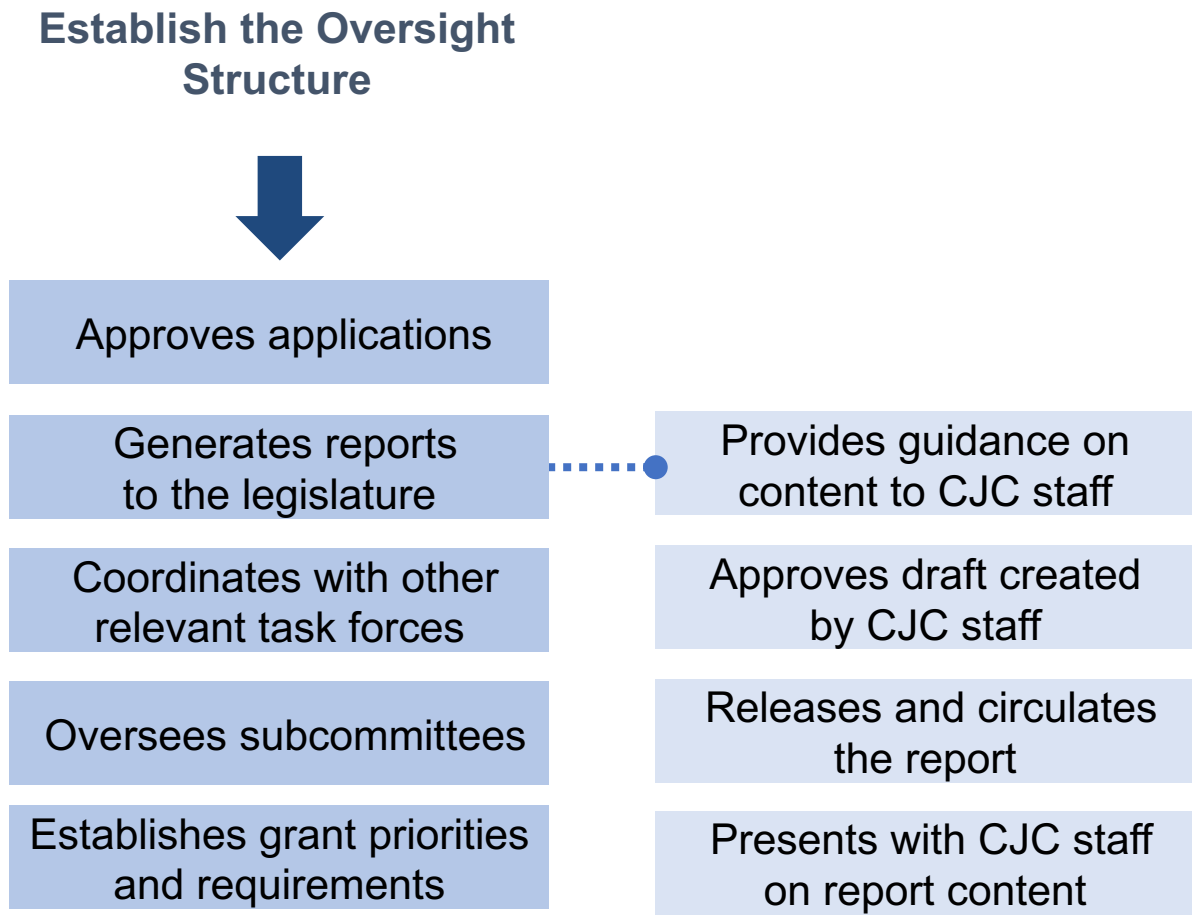 Establish the Oversight
Structure
Approves applications
Generates reports
to the legislature
Coordinates with other
relevant task forces
Oversees subcommittees
Establishes grant priorities
and requirements
Provides guidance on
content to CJC staff
Approves draft created
by CJC staff
Releases and circulates
the report
Presents with CJC staff
on report content